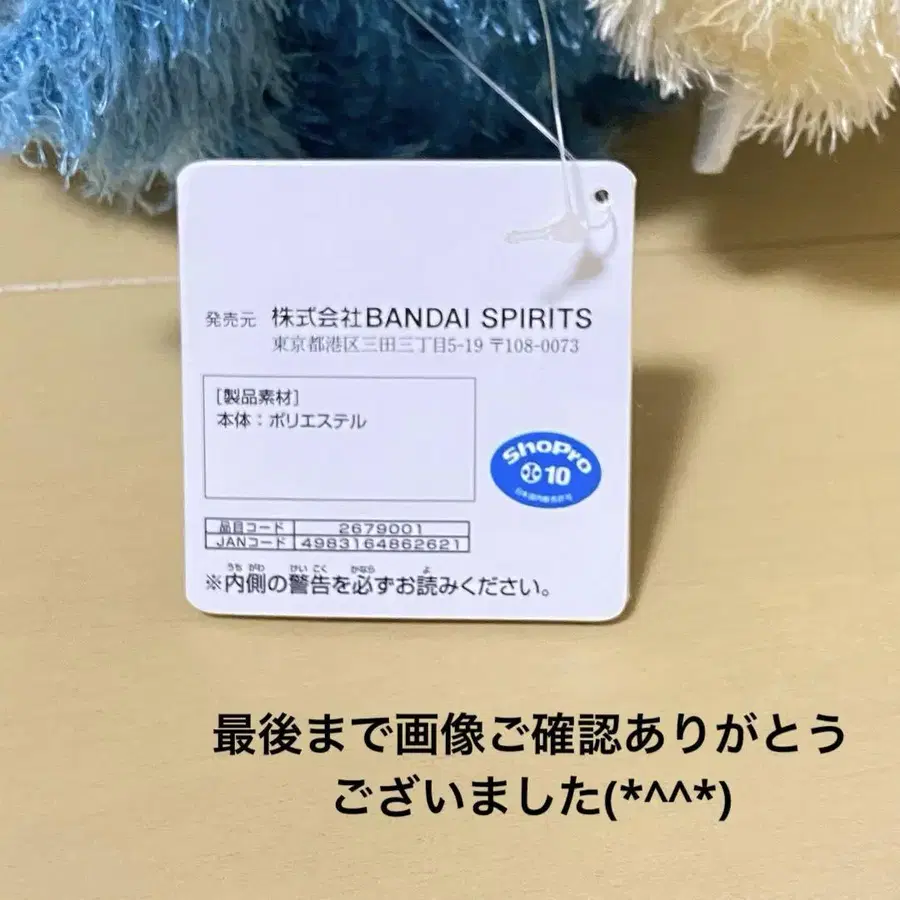 発売元 株式会社BANDAI SPIRITS
東京都港区三田三丁目5-19 〒108-0073
[製品素材]
本体：ポリエステル
ShoPro
10
品目コード 2679001
JANコード 4983164862621
※内側の警告を必ずお読みください。
最後まで画像ご確認ありがとう
ございました(*^^*)